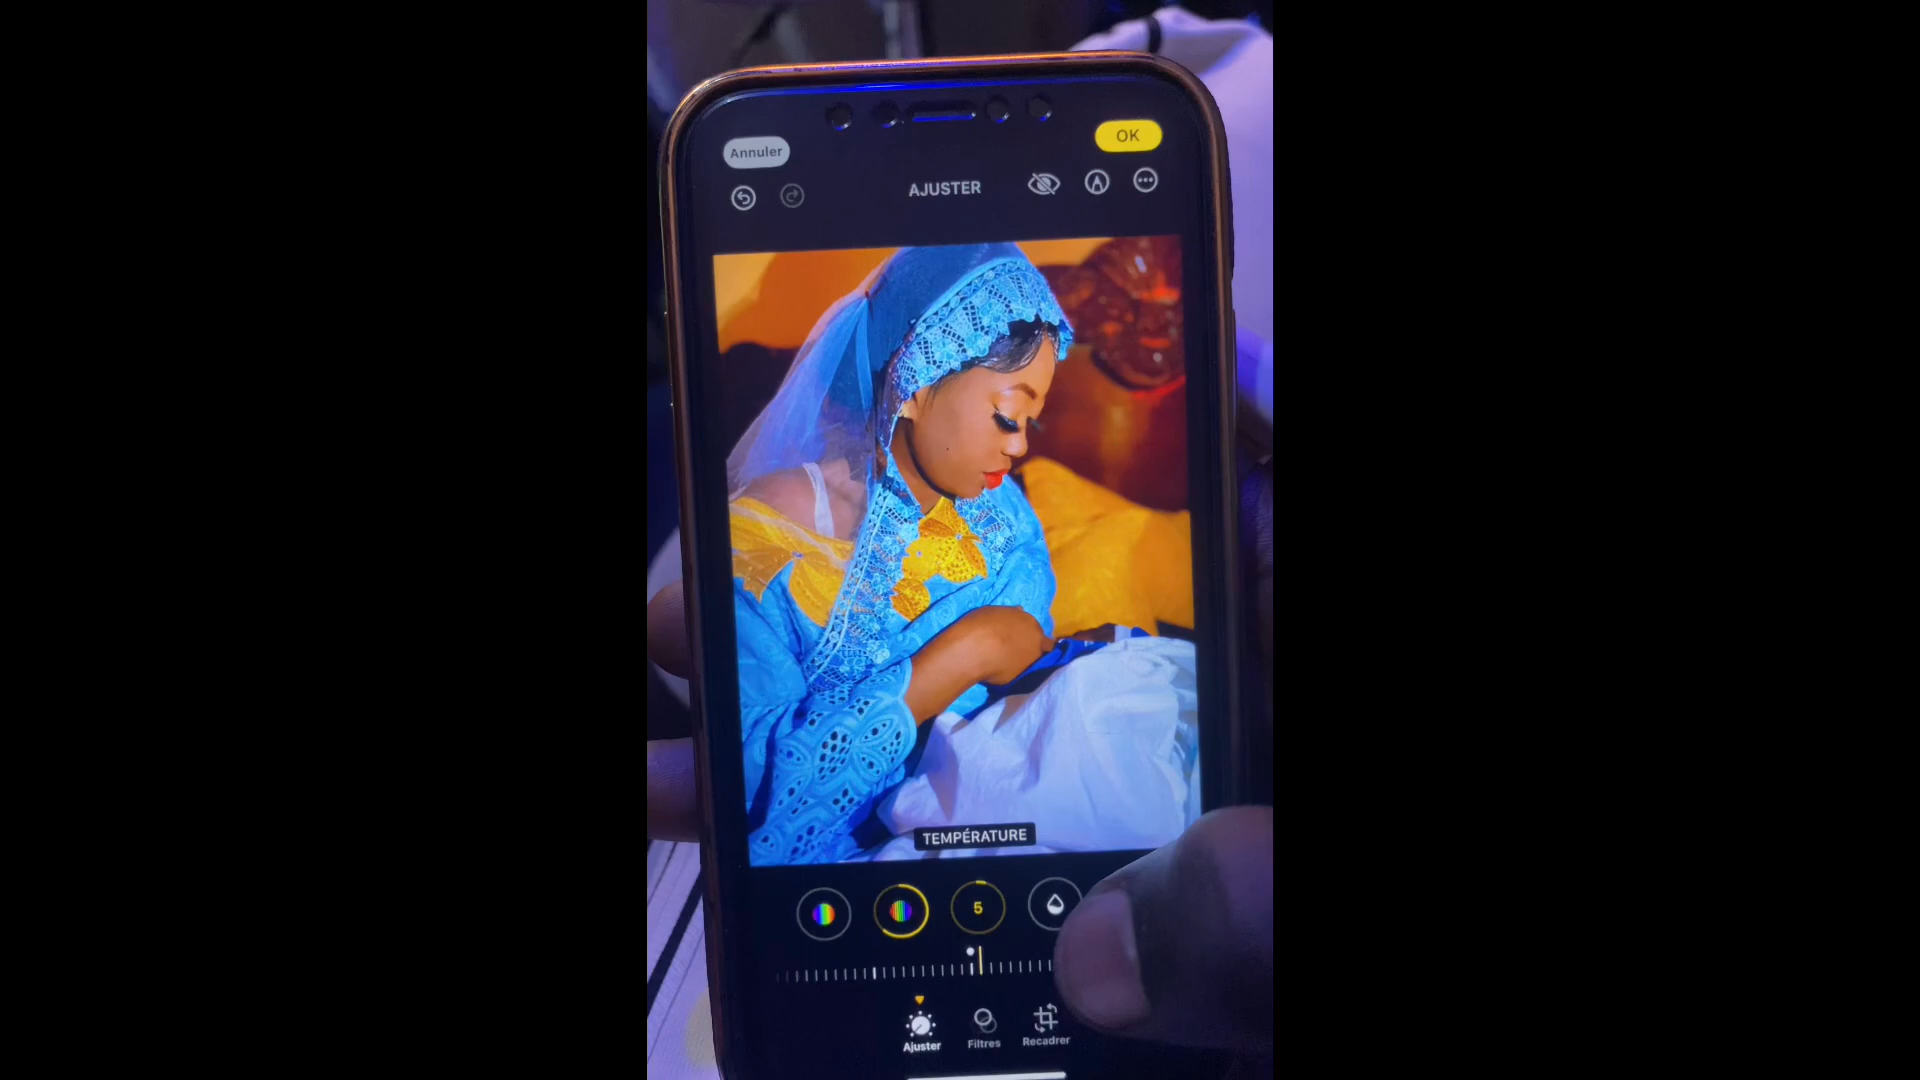 Annuler
OK
AJUSTER
TEMPÉRATURE
5
Ajuster
Filtres
Recadrer